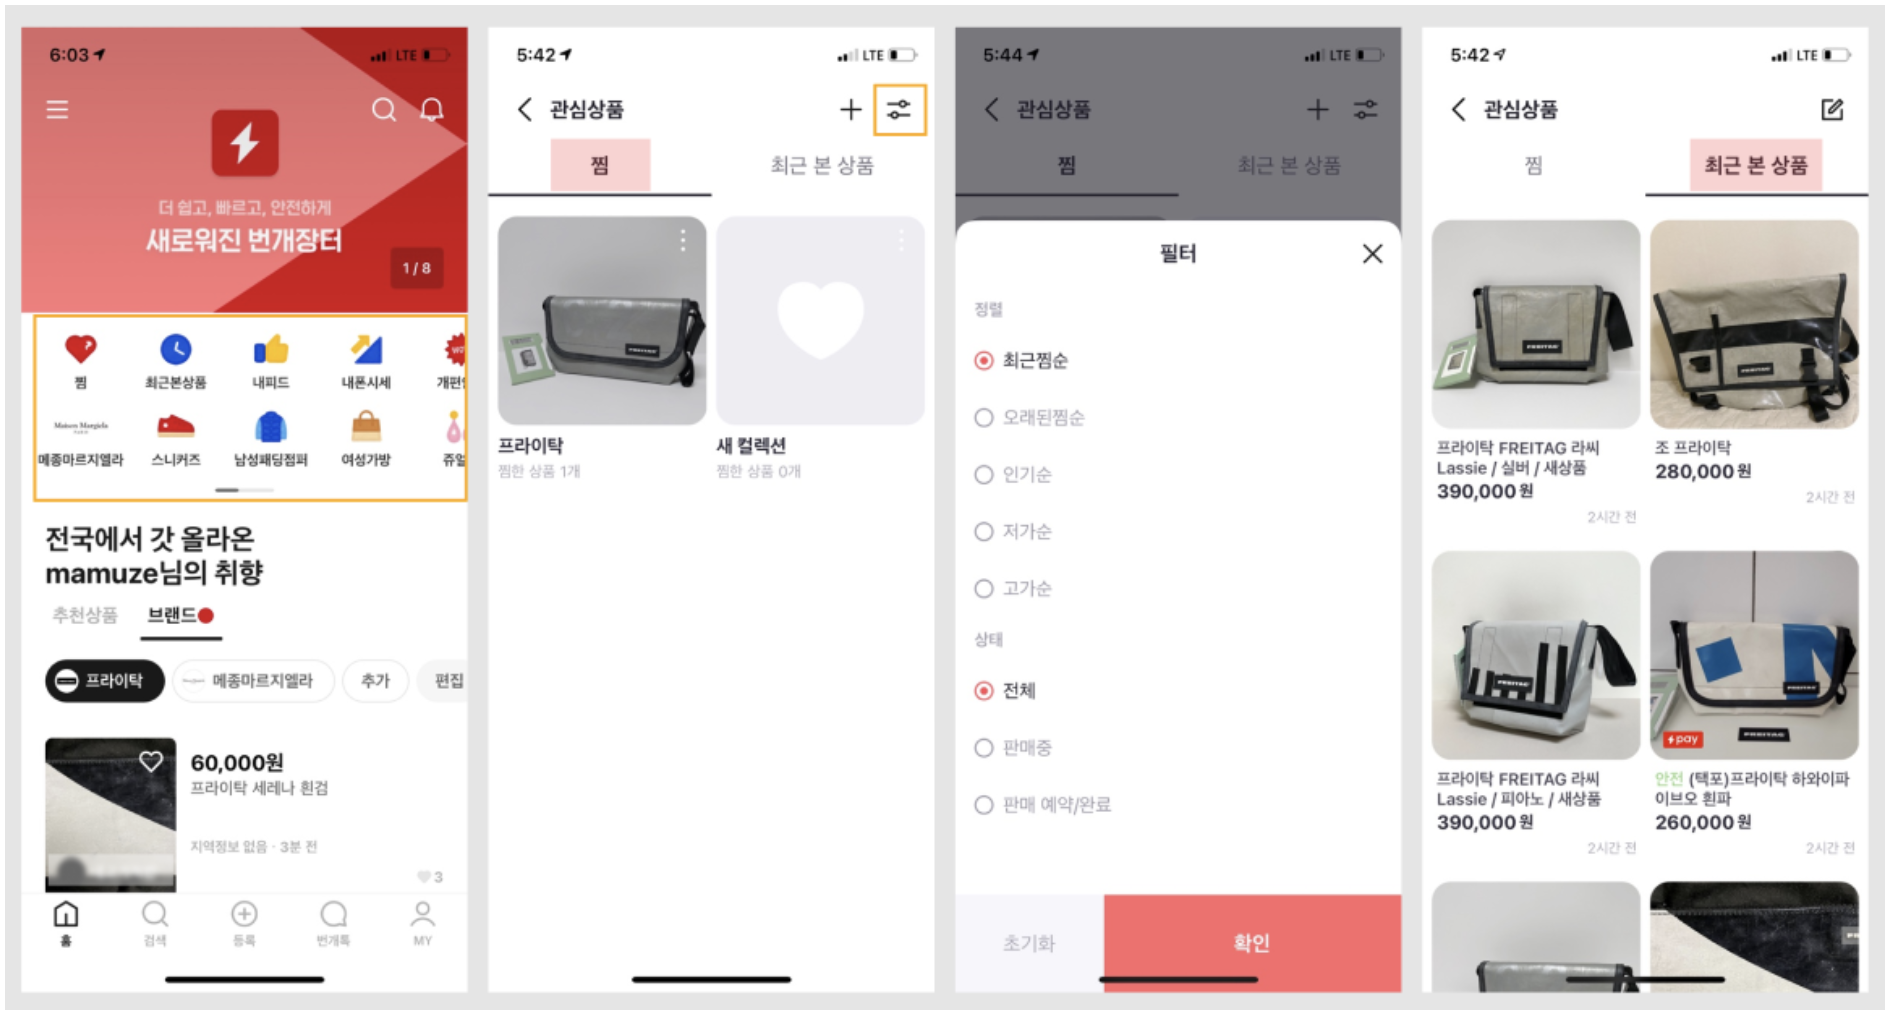 6:03
LTE
더 쉽고, 빠르고, 안전하게
새로워진 번개장터
1 / 8
찜
최근본상품
내피드
내폰시세
Maison Margiela
PARIS
메종마르지엘라
스니커즈
남성패딩점퍼
여성가방
전국에서 갓 올라온
mamuze님의 취향
추천상품
브랜드
프라이탁
메종마르지엘라
추가
편집
60,000원
프라이탁 세레나 흰검
지역정보 없음 · 3분 전
3
홈
검색
등록
번개톡
MY
5:42
LTE
관심상품
찜
최근 본 상품
FREITAG
프라이탁
찜한 상품 1개
새 컬렉션
찜한 상품 0개
5:44
LTE
관심상품
찜
최근 본 상품
필터
정렬
최근찜순
오래된찜순
인기순
저가순
고가순
상태
전체
판매중
판매 예약/완료
초기화
확인
5:42
LTE
관심상품
찜
최근 본 상품
FREITAG
FREITAG
프라이탁 FREITAG 라씨
Lassie / 실버 / 새상품
390,000원
2시간 전
조 프라이탁
280,000원
2시간 전
FREITAG
FREITAG
pay
FREITAG
프라이탁 FREITAG 라씨
Lassie / 피아노 / 새상품
390,000원
2시간 전
안전 (택포)프라이탁 하와이파
이브오 흰파
260,000원
2시간 전